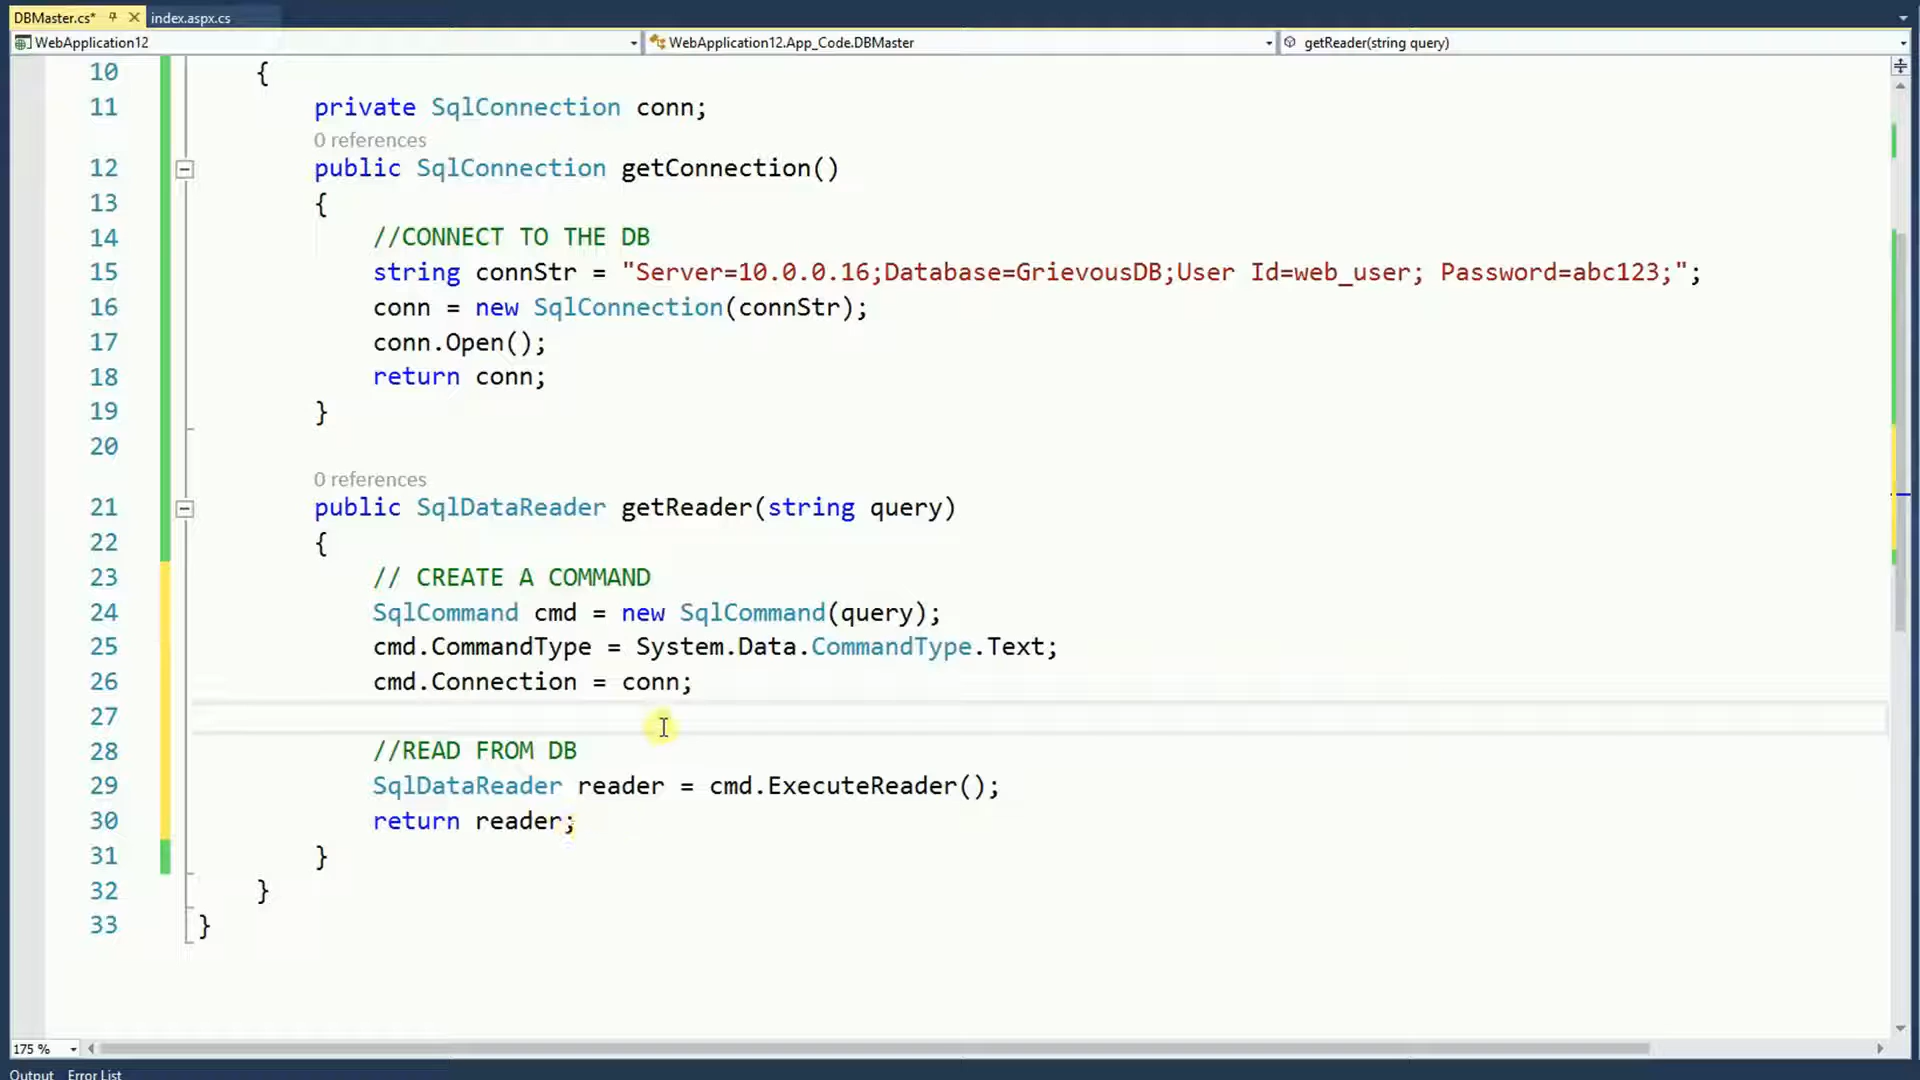 DBMaster.cs* index.aspx.cs
WebApplication12 WebApplication12.App_Code.DBMaster getReader(string query)
10 {
11 private SqlConnection conn;
0 references
12 public SqlConnection getConnection()
13 {
14 //CONNECT TO THE DB
15 string connStr = "Server=10.0.0.16;Database=GrievousDB;User Id=web_user; Password=abc123;";
16 conn = new SqlConnection(connStr);
17 conn.Open();
18 return conn;
19 }
20
0 references
21 public SqlDataReader getReader(string query)
22 {
23 // CREATE A COMMAND
24 SqlCommand cmd = new SqlCommand(query);
25 cmd.CommandType = System.Data.CommandType.Text;
26 cmd.Connection = conn;
27
28 //READ FROM DB
29 SqlDataReader reader = cmd.ExecuteReader();
30 return reader;
31 }
32 }
33 }
175 %
Output Error List